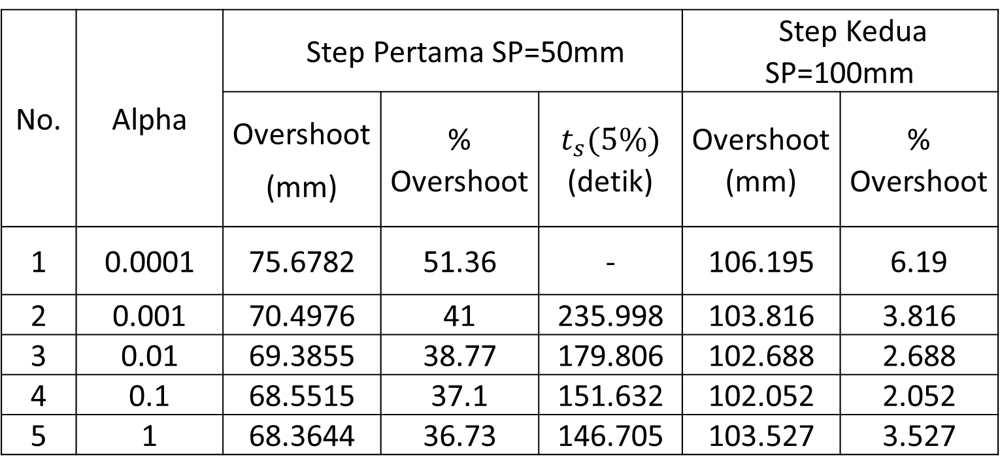 No.
Alpha
Step Pertama SP=50mm
Step Kedua
SP=100mm
Overshoot
(mm)
%
Overshoot
tₛ(5%)
(detik)
Overshoot
(mm)
%
Overshoot
1 0.0001 75.6782 51.36 - 106.195 6.19
2 0.001 70.4976 41 235.998 103.816 3.816
3 0.01 69.3855 38.77 179.806 102.688 2.688
4 0.1 68.5515 37.1 151.632 102.052 2.052
5 1 68.3644 36.73 146.705 103.527 3.527